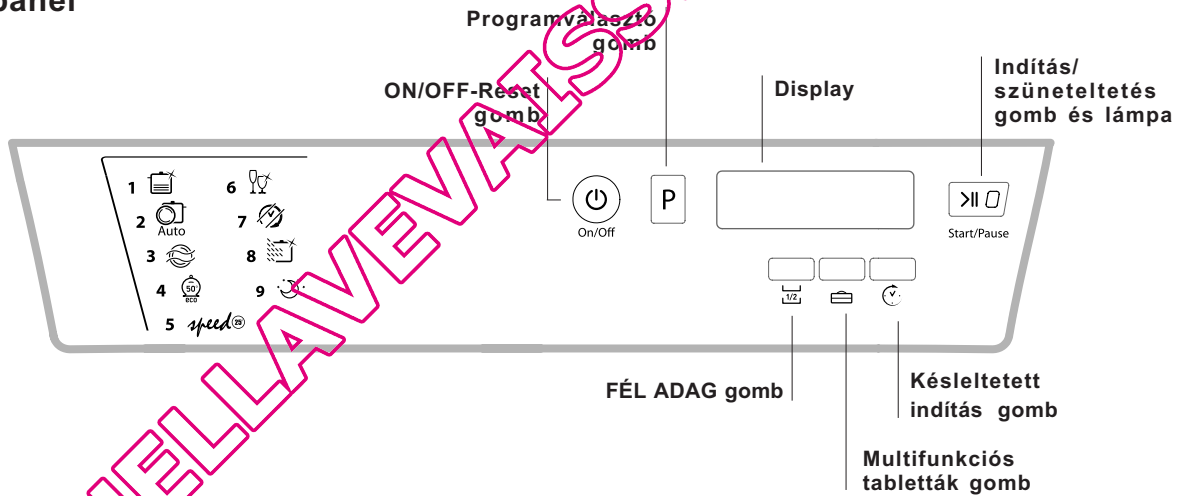 panel
Programválasztó
gomb
ON/OFF-Reset
gomb
Display
Indítás/
szüneteltetés
gomb és lámpa
1
2 Auto
3
4 50° eco
5 speed 25'
6
7
8
9
On/Off
P
Start/Pause
1/2
FÉL ADAG gomb
Késleltetett
indítás gomb
Multifunkciós
tabletták gomb